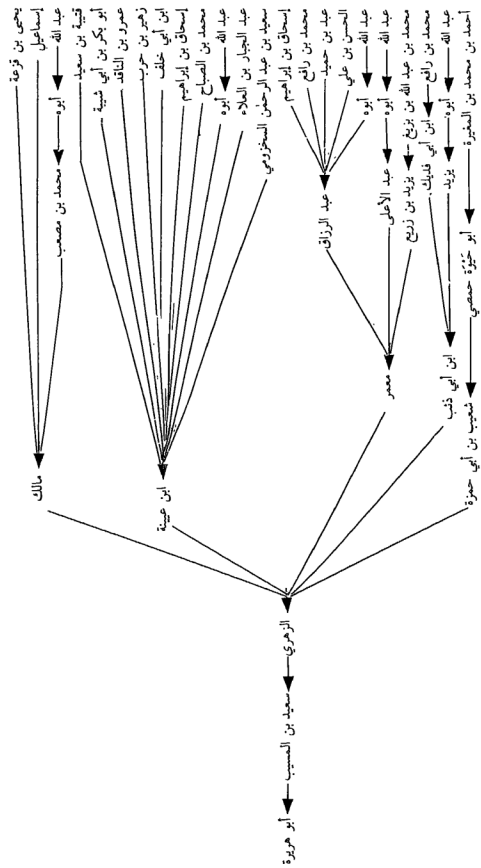 أحمد بن محمد بن المغيرة
أبو حيوة حمصي
شعيب بن أبي حمزة
عبد الله
أبوه
يزيد
ابن أبي ذئب
محمد بن رافع
ابن أبي فديك
محمد بن عبد الله بن بزيع
يزيد بن زريع
معمر
عبد الله
أبوه
عبد الأعلى
عبد الله
أبوه
عبد الرزاق
الحسن بن علي
عبد بن حميد
محمد بن رافع
إسحاق بن إبراهيم
سعيد بن عبد الرحمن المخزومي
عبد الجبار بن العلاء
عبد الله
أبوه
محمد بن الصباح
إسحاق بن إبراهيم
ابن أبي خلف
زهير بن حرب
عمرو بن الناقد
أبو بكر بن أبي شيبة
قتيبة بن سعيد
ابن عيينة
عبد الله
أبوه
محمد بن مصعب
إسماعيل
يحيى بن قزعة
مالك
الزهري
سعيد بن المسيب
أبو هريرة